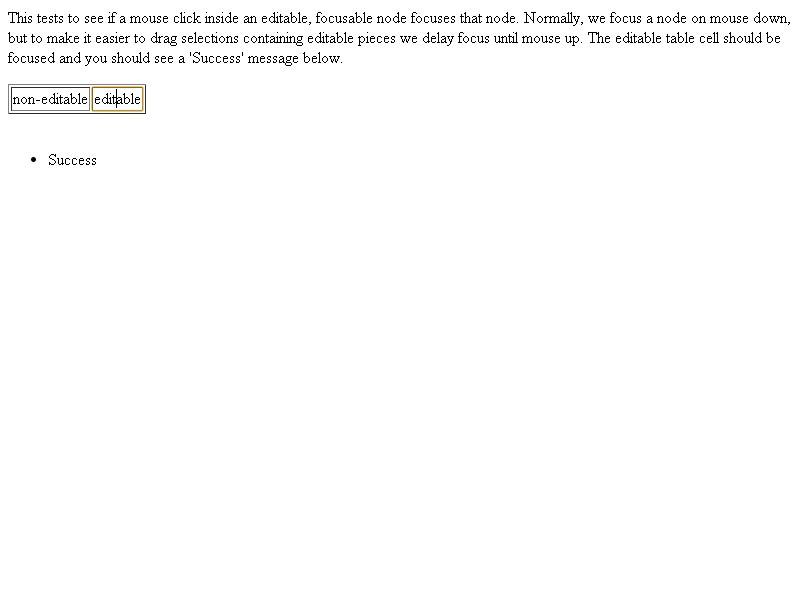 This tests to see if a mouse click inside an editable, focusable node focuses that node. Normally, we focus a node on mouse down,
but to make it easier to drag selections containing editable pieces we delay focus until mouse up. The editable table cell should be
focused and you should see a 'Success' message below.
non-editable editable
• Success